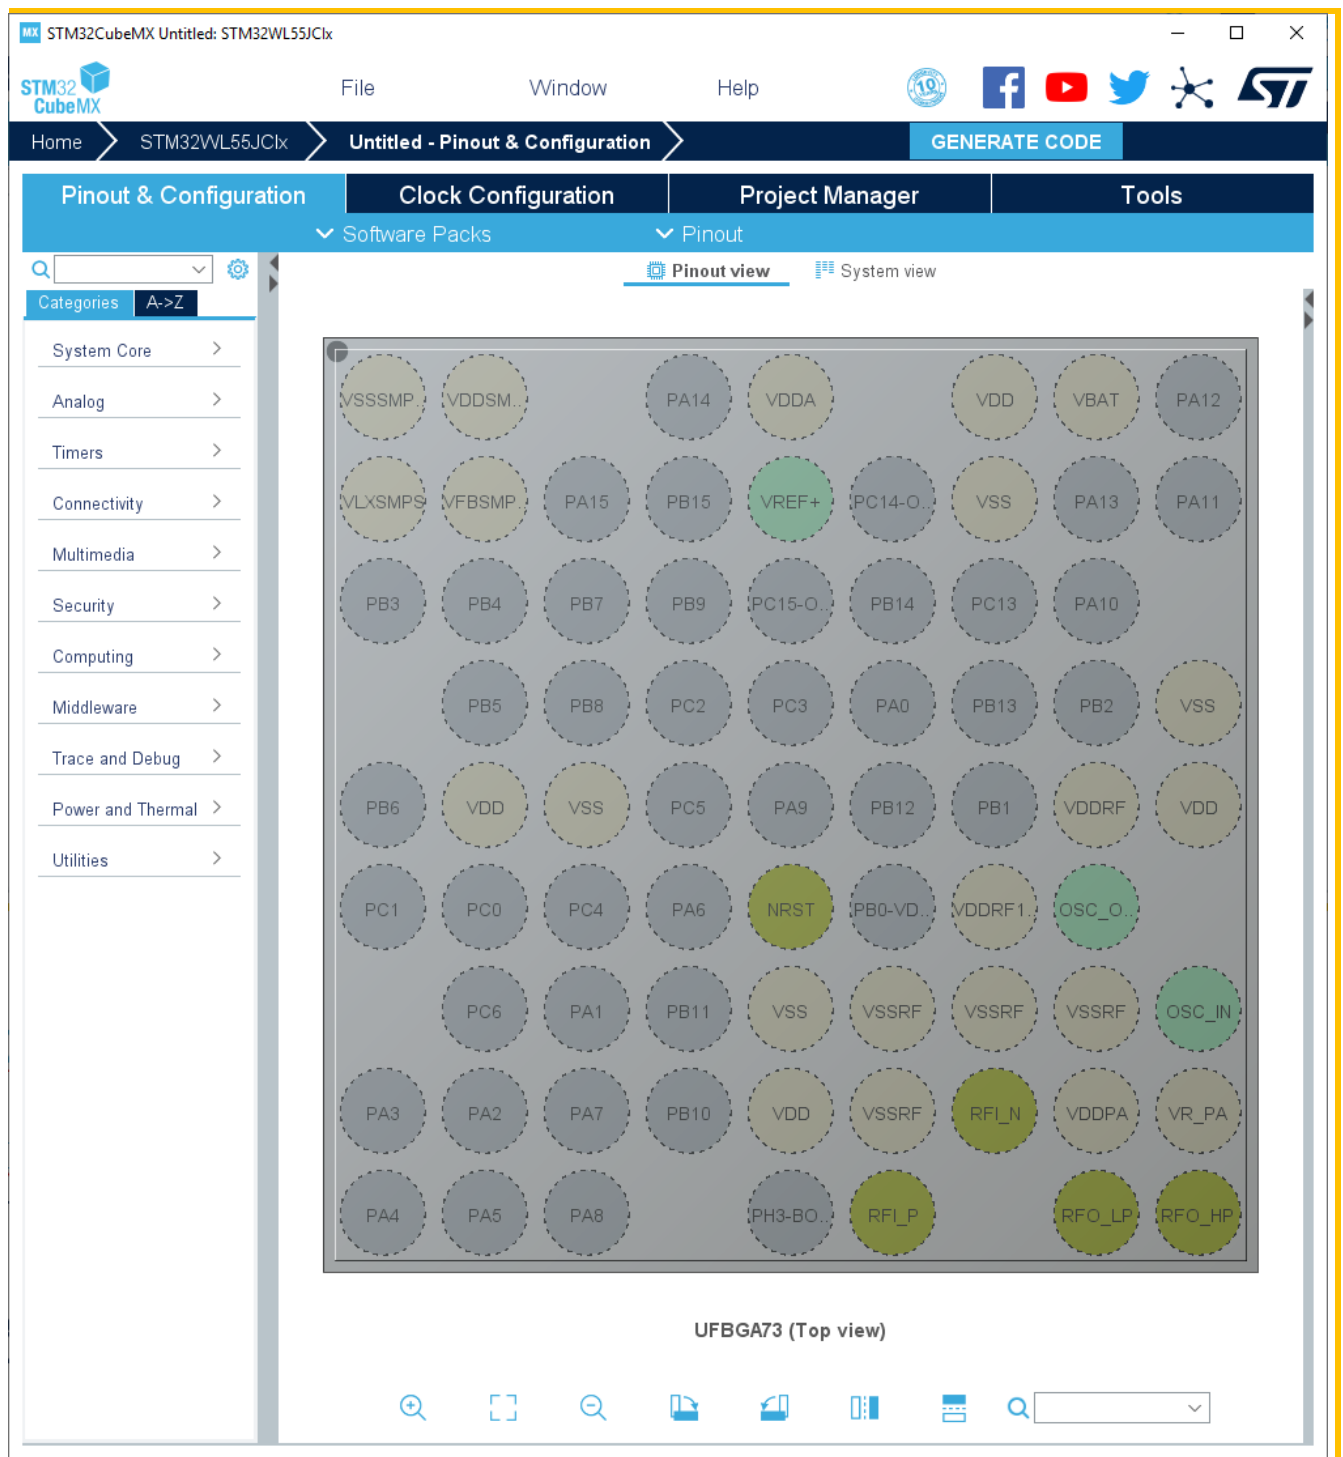 MX STM32CubeMX Untitled: STM32WL55JCIx
STM32 CubeMX
File Window Help
10
Home STM32WL55JCIx Untitled - Pinout & Configuration GENERATE CODE
Pinout & Configuration Clock Configuration Project Manager Tools
Software Packs Pinout
Pinout view System view
Categories A->Z
System Core
Analog
Timers
Connectivity
Multimedia
Security
Computing
Middleware
Trace and Debug
Power and Thermal
Utilities
VSSSMP.. VDDSM.. PA14 VDDA VDD VBAT PA12
VLXSMPS VFBSMP.. PA15 PB15 VREF+ PC14-O.. VSS PA13 PA11
PB3 PB4 PB7 PB9 PC15-O.. PB14 PC13 PA10
PB5 PB8 PC2 PC3 PA0 PB13 PB2 VSS
PB6 VDD VSS PC5 PA9 PB12 PB1 VDDRF VDD
PC1 PC0 PC4 PA6 NRST PB0-VD.. VDDRF1.. OSC_O..
PC6 PA1 PB11 VSS VSSRF VSSRF VSSRF OSC_IN
PA3 PA2 PA7 PB10 VDD VSSRF RFI_N VDDPA VR_PA
PA4 PA5 PA8 PH3-BO.. RFI_P RFO_LP RFO_HP
UFBGA73 (Top view)